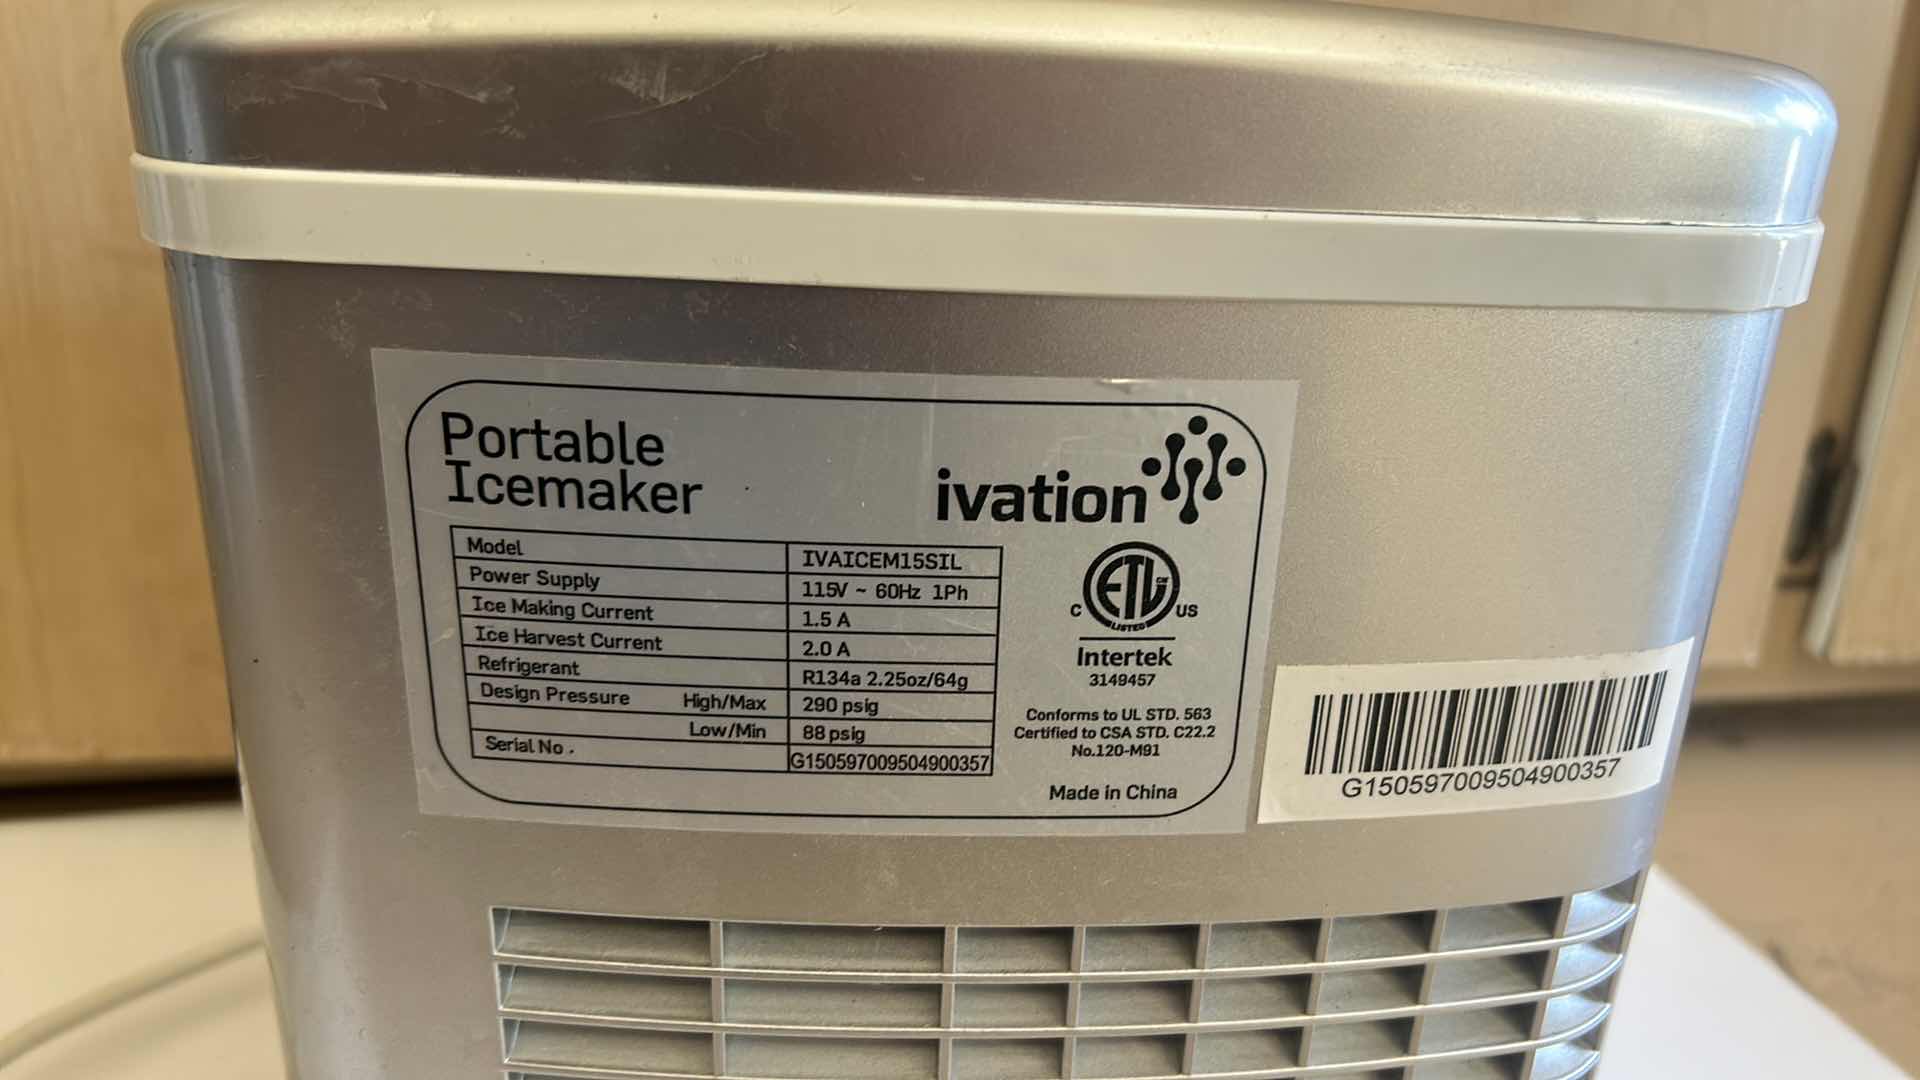 Portable
Icemaker
ivation
Model IVAICEM15SIL
Power Supply 115V ~ 60Hz 1Ph
Ice Making Current 1.5 A
Ice Harvest Current 2.0 A
Refrigerant R134a 2.25oz/64g
Design Pressure High/Max 290 psig
Low/Min 88 psig
Serial No. G150597009504900357
C ETL US
LISTED
Intertek
3149457
Conforms to UL STD. 563
Certified to CSA STD. C22.2
No.120-M91
Made in China
G150597009504900357